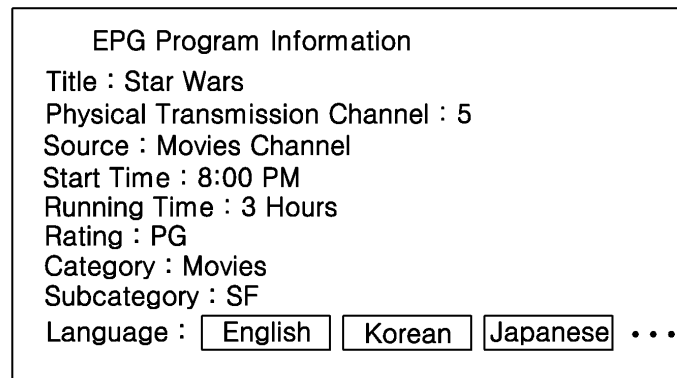 EPG Program Information
Title : Star Wars
Physical Transmission Channel : 5
Source : Movies Channel
Start Time : 8:00 PM
Running Time : 3 Hours
Rating : PG
Category : Movies
Subcategory : SF
Language : English Korean Japanese • • •